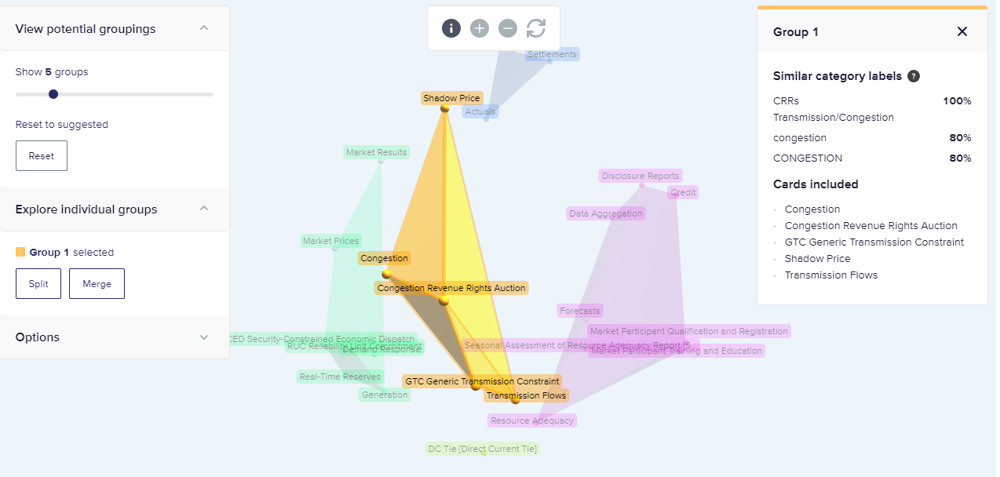 View potential groupings
Show 5 groups
Reset to suggested
Reset
Explore individual groups
Group 1 selected
Split
Merge
Options
Settlements
Shadow Price
Actuals
Market Results
Disclosure Reports
Credit
Data Aggregation
Market Prices
Congestion
Congestion Revenue Rights Auction
Forecasts
Market Participant Qualification and Registration
CED Security-Constrained Economic Dispatch
RUC Reliability Unit Commitment
Demand Response
Seasonal Assessment of Resource Adequacy Report [S
Market Participant Training and Education
Real-Time Reserves
GTC Generic Transmission Constraint
Generation
Transmission Flows
Resource Adequacy
DC Tie [Direct Current Tie]
Group 1
Similar category labels ?
CRRs 100%
Transmission/Congestion
congestion 80%
CONGESTION 80%
Cards included
Congestion
Congestion Revenue Rights Auction
GTC Generic Transmission Constraint
Shadow Price
Transmission Flows